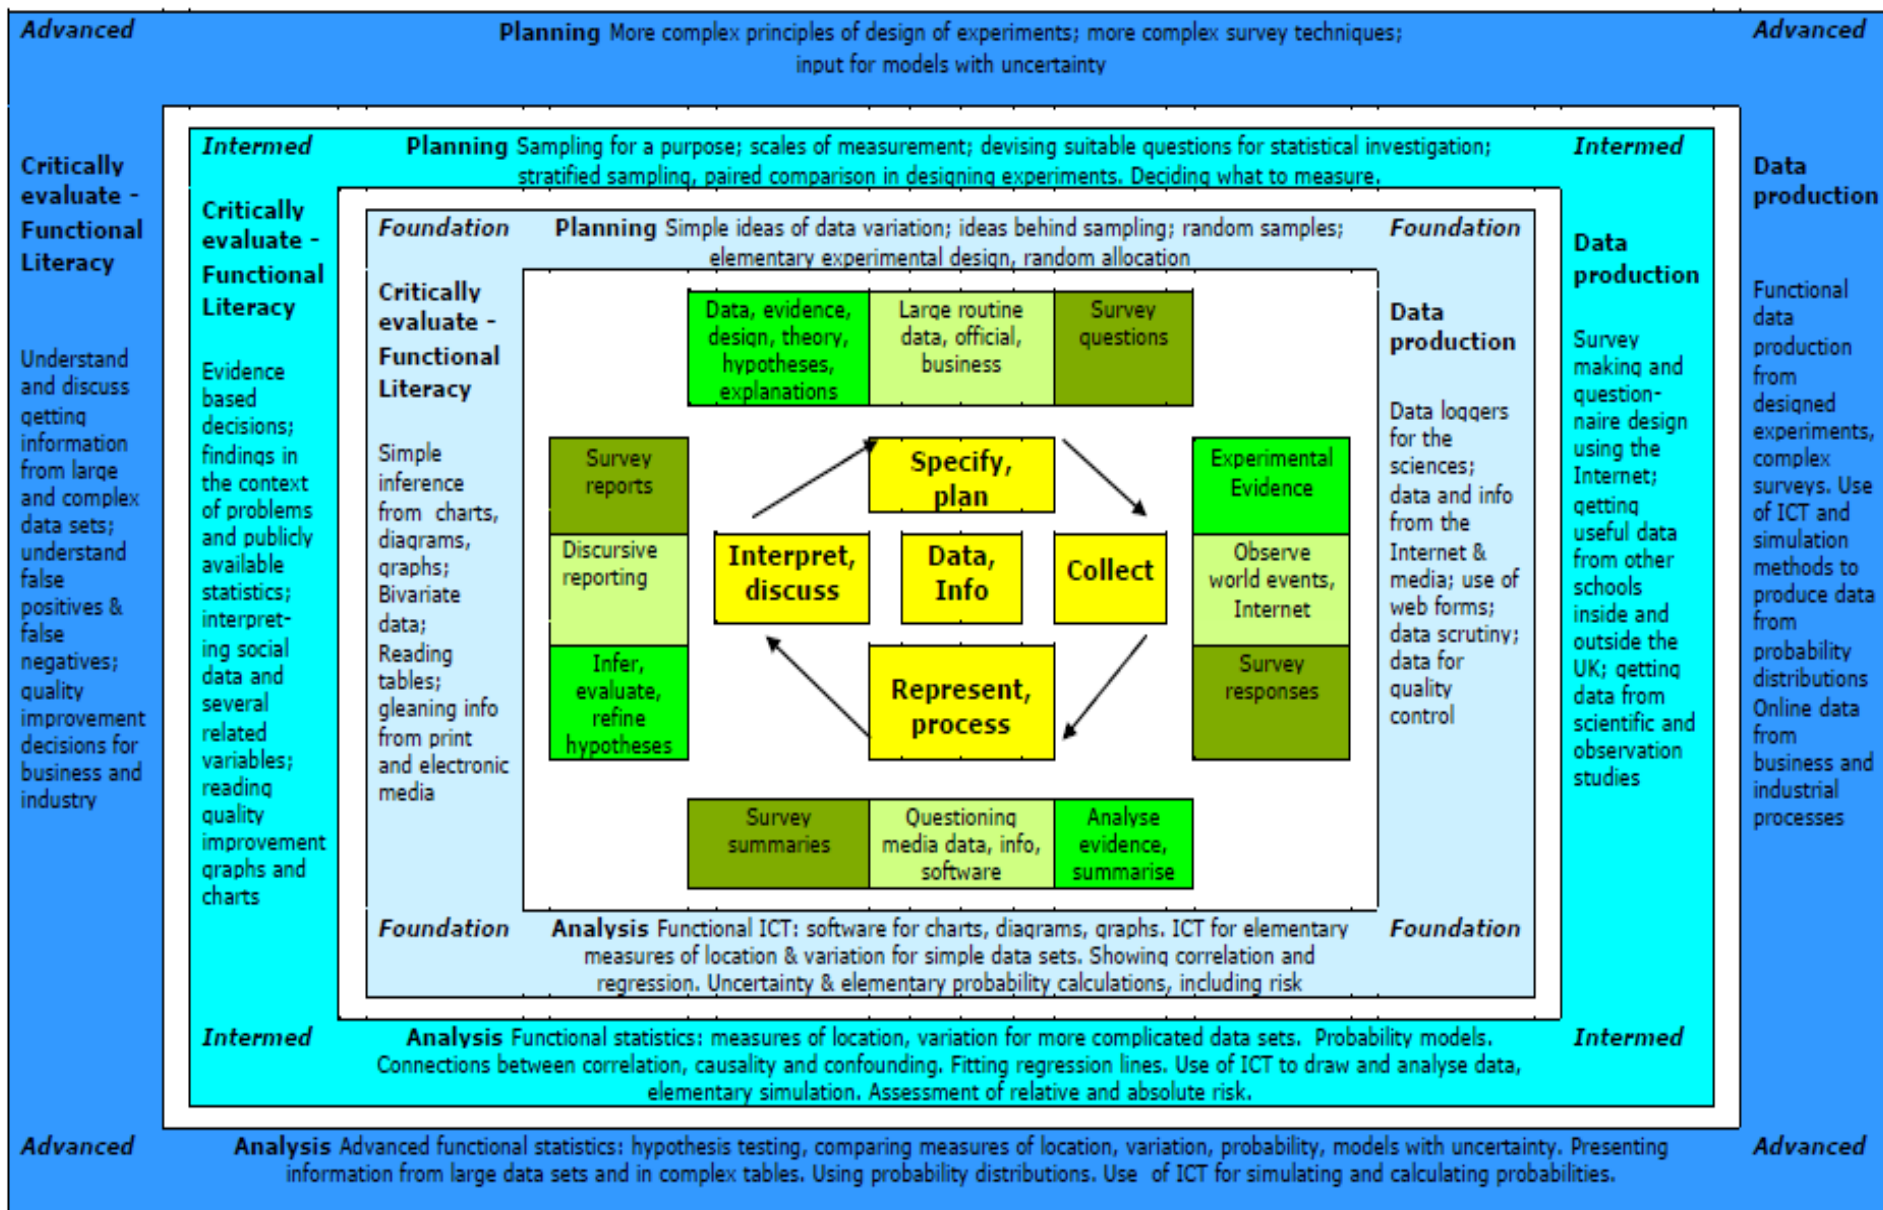 Advanced
Planning More complex principles of design of experiments; more complex survey techniques;
input for models with uncertainty
Advanced
Critically
evaluate -
Functional
Literacy
Understand
and discuss
getting
information
from large
and complex
data sets;
understand
false
positives &
false
negatives;
quality
improvement
decisions for
business and
industry
Intermed
Planning Sampling for a purpose; scales of measurement; devising suitable questions for statistical investigation;
stratified sampling, paired comparison in designing experiments. Deciding what to measure.
Intermed
Critically
evaluate -
Functional
Literacy
Evidence
based
decisions;
findings in
the context
of problems
and publicly
available
statistics;
interpret-
ing social
data and
several
related
variables;
reading
quality
improvement
graphs and
charts
Foundation
Planning Simple ideas of data variation; ideas behind sampling; random samples;
elementary experimental design, random allocation
Foundation
Critically
evaluate -
Functional
Literacy
Simple
inference
from charts,
diagrams,
graphs;
Bivariate
data;
Reading
tables;
gleaning info
from print
and electronic
media
Data, evidence,
design, theory,
hypotheses,
explanations
Large routine
data, official,
business
Survey
questions
Survey
reports
Discursive
reporting
Infer,
evaluate,
refine
hypotheses
Specify,
plan
Interpret,
discuss
Data,
Info
Collect
Represent,
process
Experimental
Evidence
Observe
world events,
Internet
Survey
responses
Survey
summaries
Questioning
media data, info,
software
Analyse
evidence,
summarise
Data
production
Data loggers
for the
sciences;
data and info
from the
Internet &
media; use of
web forms;
data scrutiny;
data for
quality
control
Foundation
Analysis Functional ICT: software for charts, diagrams, graphs. ICT for elementary
measures of location & variation for simple data sets. Showing correlation and
regression. Uncertainty & elementary probability calculations, including risk
Foundation
Data
production
Survey
making and
question-
naire design
using the
Internet;
getting
useful data
from other
schools
inside and
outside the
UK; getting
data from
scientific and
observation
studies
Intermed
Analysis Functional statistics: measures of location, variation for more complicated data sets. Probability models.
Connections between correlation, causality and confounding. Fitting regression lines. Use of ICT to draw and analyse data,
elementary simulation. Assessment of relative and absolute risk.
Intermed
Data
production
Functional
data
production
from
designed
experiments,
complex
surveys. Use
of ICT and
simulation
methods to
produce data
from
probability
distributions
Online data
from
business and
industrial
processes
Advanced
Analysis Advanced functional statistics: hypothesis testing, comparing measures of location, variation, probability, models with uncertainty. Presenting
information from large data sets and in complex tables. Using probability distributions. Use of ICT for simulating and calculating probabilities.
Advanced